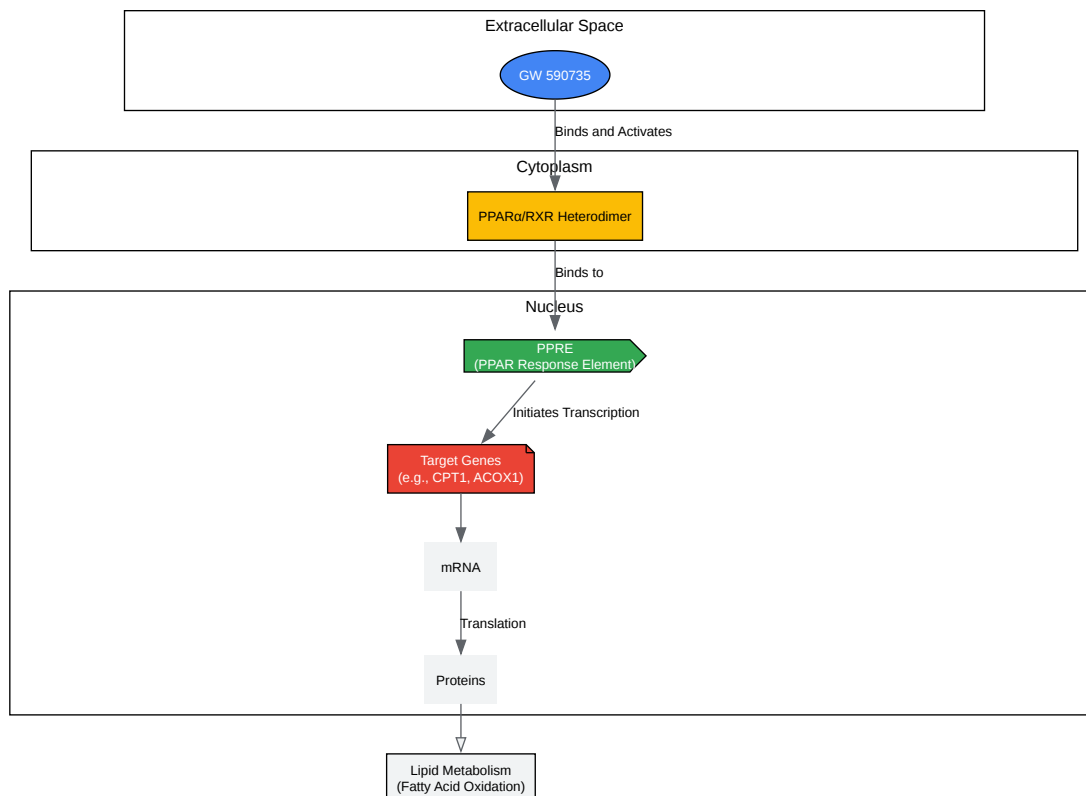 Extracellular Space
GW 590735
Binds and Activates
Cytoplasm
PPARα/RXR Heterodimer
Binds to
Nucleus
PPRE
(PPAR Response Element)
Initiates Transcription
Target Genes
(e.g., CPT1, ACOX1)
mRNA
Translation
Proteins
Lipid Metabolism
(Fatty Acid Oxidation)